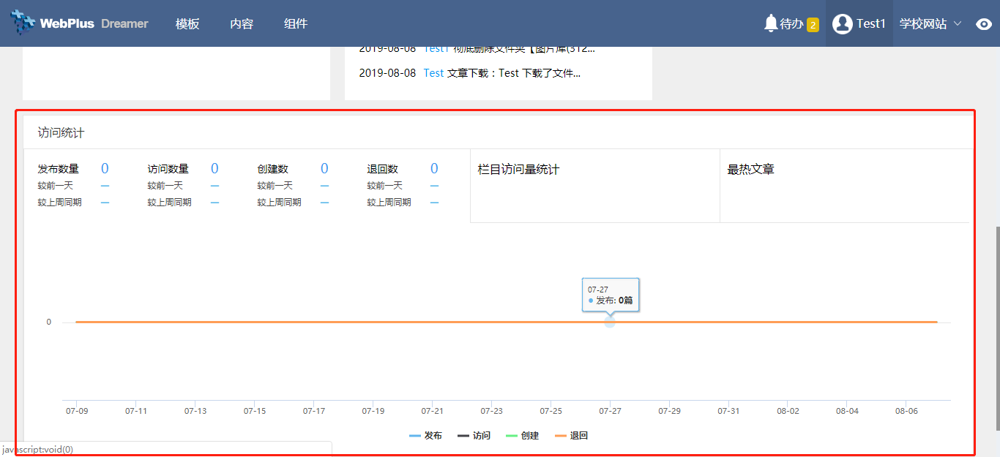 WebPlus Dreamer 模板 内容 组件 待办 2 Test1 学校网站
2019-08-08 Test1 彻底删除文件夹【图片库(312...
2019-08-08 Test 文章下载：Test 下载了文件...
访问统计
发布数量 0 访问数量 0 创建数 0 退回数 0 栏目访问量统计 最热文章
较前一天 — 较前一天 — 较前一天 — 较前一天 —
较上周同期 — 较上周同期 — 较上周同期 — 较上周同期 —
07-27
发布: 0篇
0
07-09 07-11 07-13 07-15 07-17 07-19 07-21 07-23 07-25 07-27 07-29 07-31 08-02 08-04 08-06
发布 访问 创建 退回
javascript:void(0)